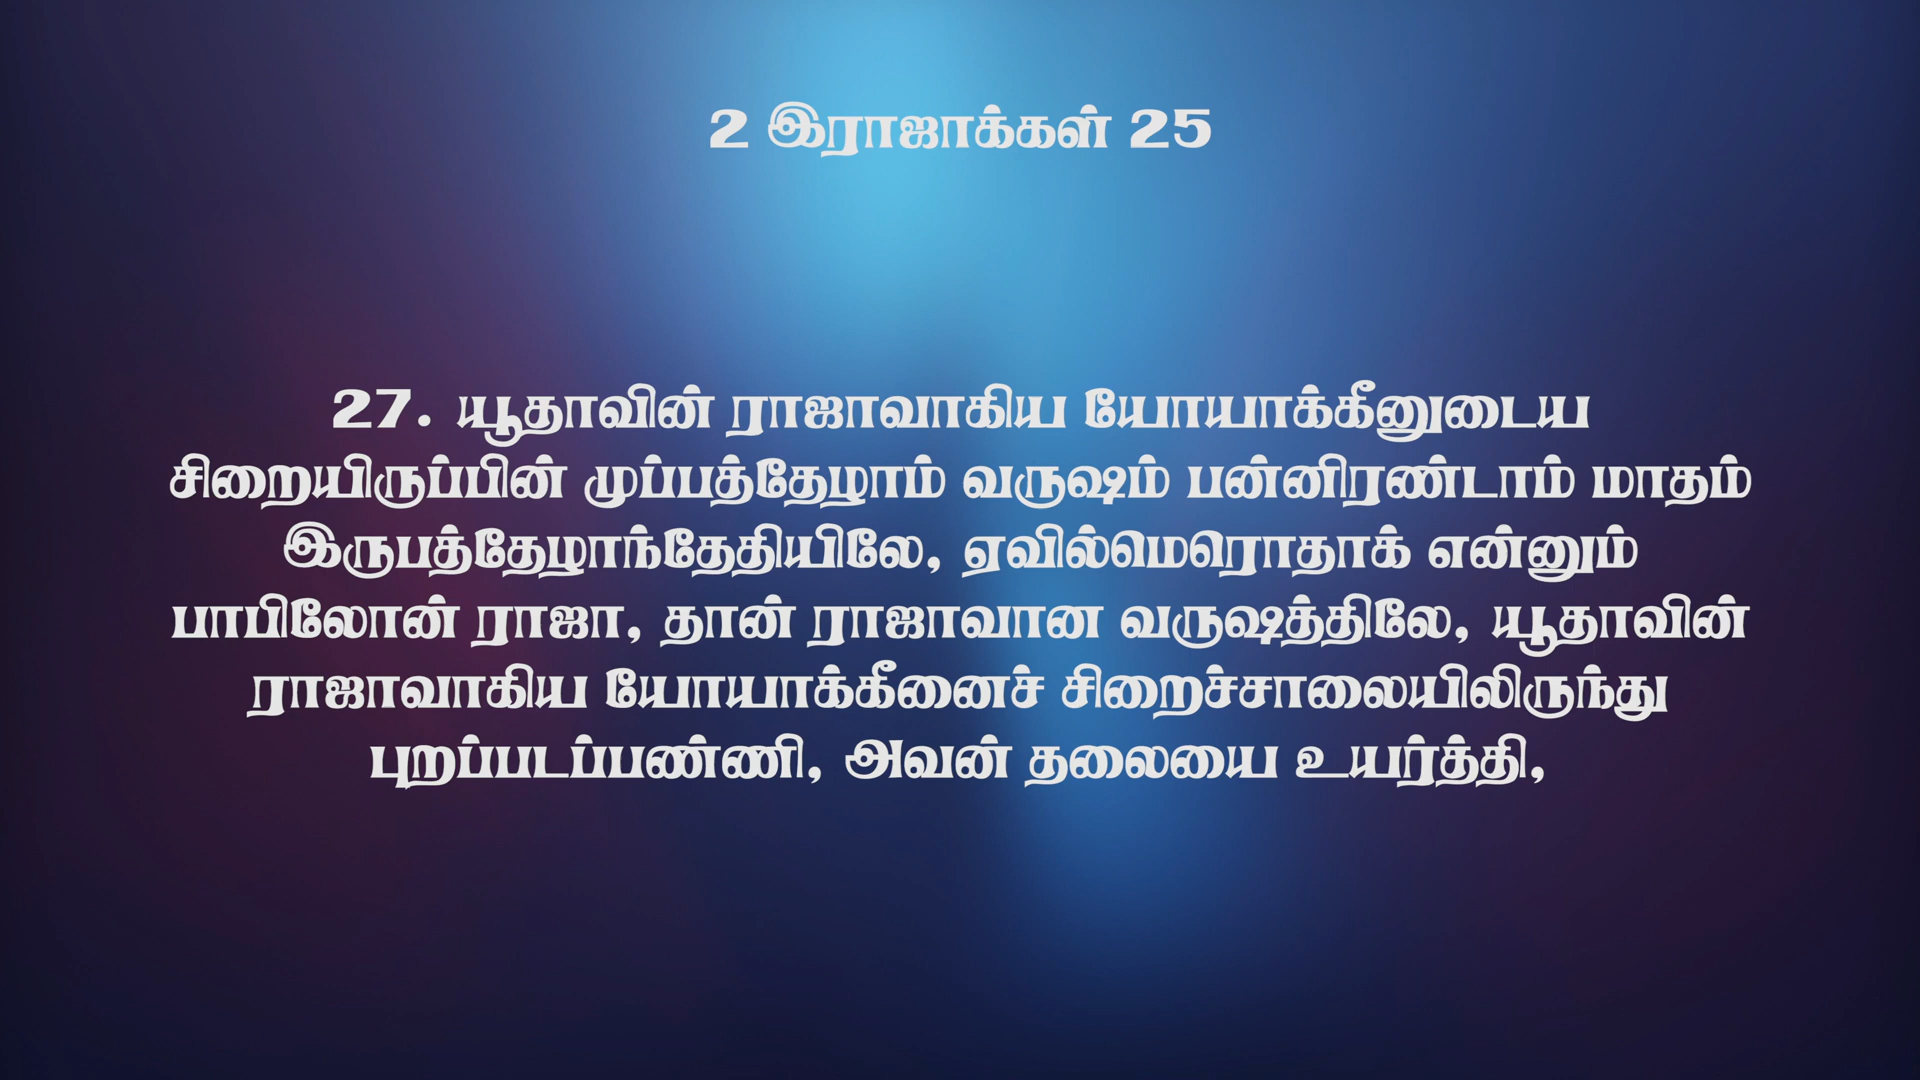 2 இராஜாக்கள் 25
27. யூதாவின் ராஜாவாகிய யோயாக்கீனுடைய
சிறையிருப்பின் முப்பத்தேழாம் வருஷம் பன்னிரண்டாம் மாதம்
இருபத்தேழாந்தேதியிலே, ஏவில்மெரொதாக் என்னும்
பாபிலோன் ராஜா, தான் ராஜாவான வருஷத்திலே, யூதாவின்
ராஜாவாகிய யோயாக்கீனைச் சிறைச்சாலையிலிருந்து
புறப்படப்பண்ணி, அவன் தலையை உயர்த்தி,